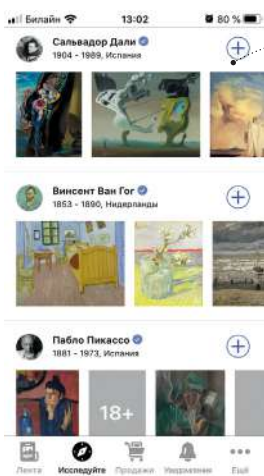 Билайн 13:02 80 %
Сальвадор Дали
1904 - 1989, Испания
Винсент Ван Гог
1853 - 1890, Нидерланды
Пабло Пикассо
1881 - 1973, Испания
18+
Лента Исследуйте Продажи Уведомления Ещё